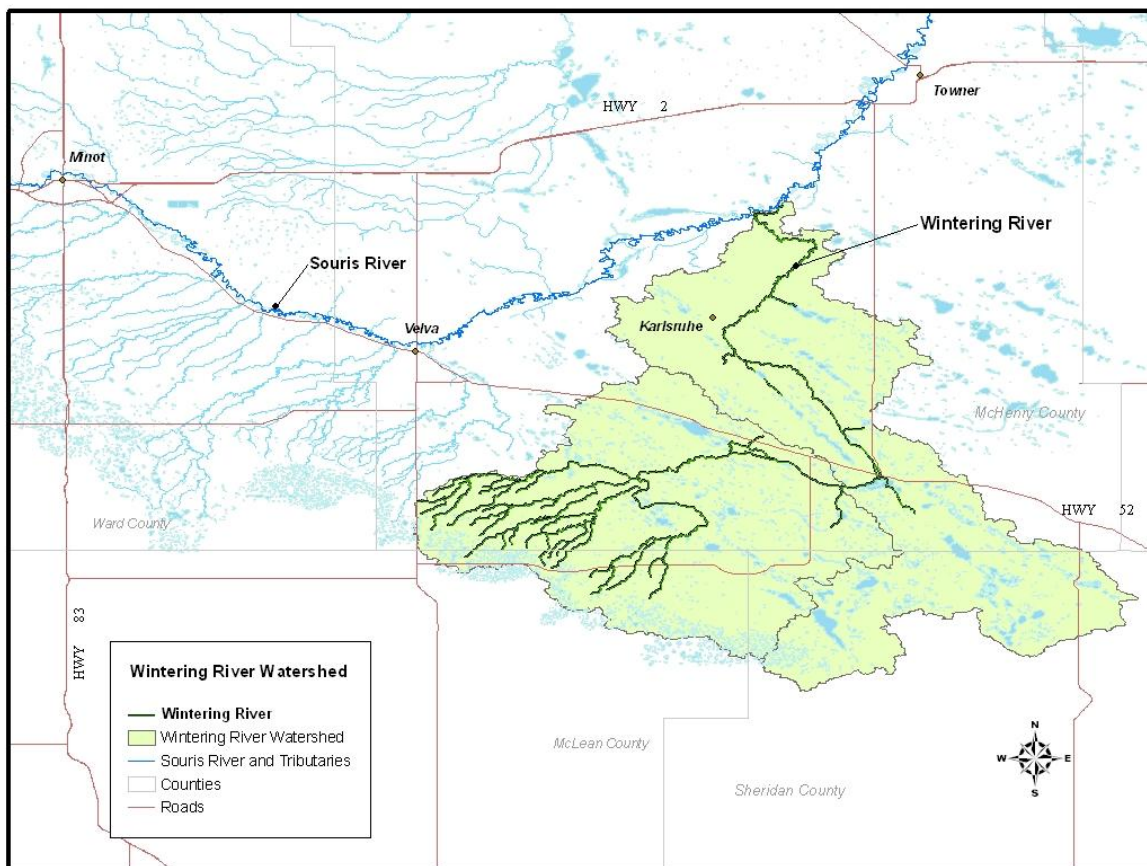 Towner
HWY 2
Minot
Wintering River
Souris River
Velva
Karlsruhe
McHenry County
Ward County
HWY 52
HWY 83
Wintering River Watershed
Wintering River
Wintering River Watershed
Souris River and Tributaries
Counties
Roads
McLean County
Sheridan County
N
W E
S